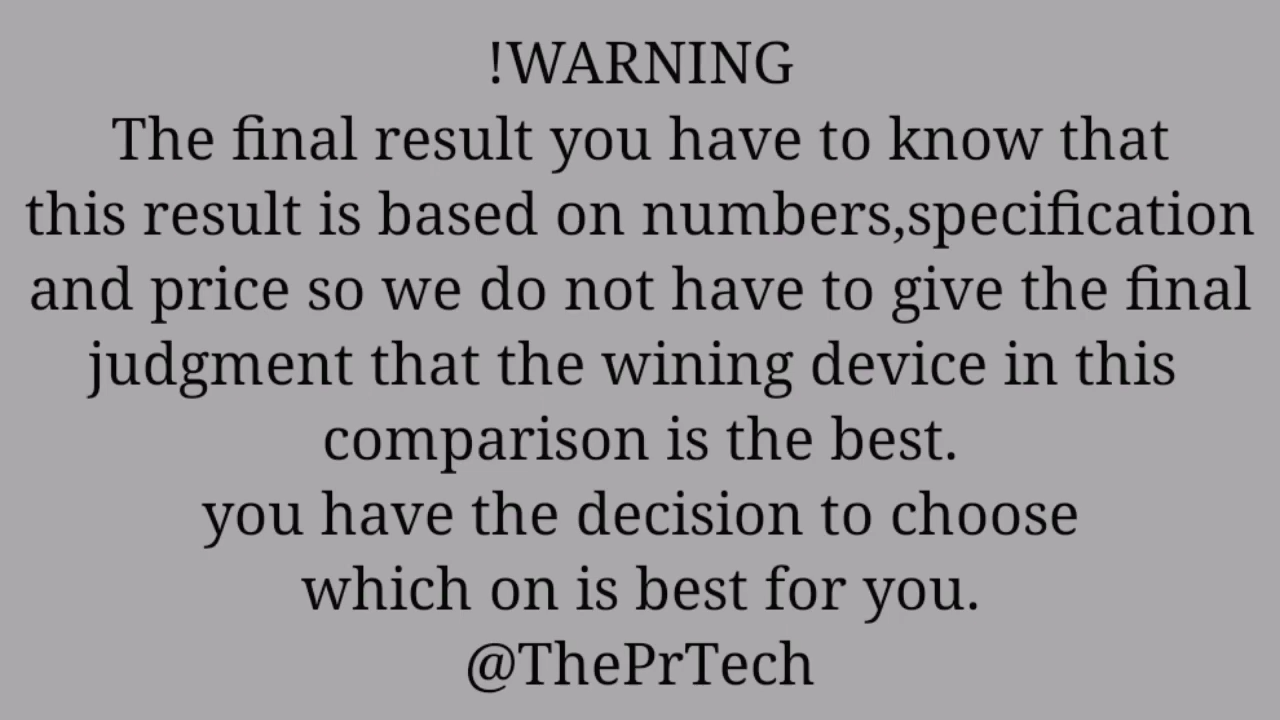 !WARNING
The final result you have to know that
this result is based on numbers,specification
and price so we do not have to give the final
judgment that the wining device in this
comparison is the best.
you have the decision to choose
which on is best for you.
@ThePrTech